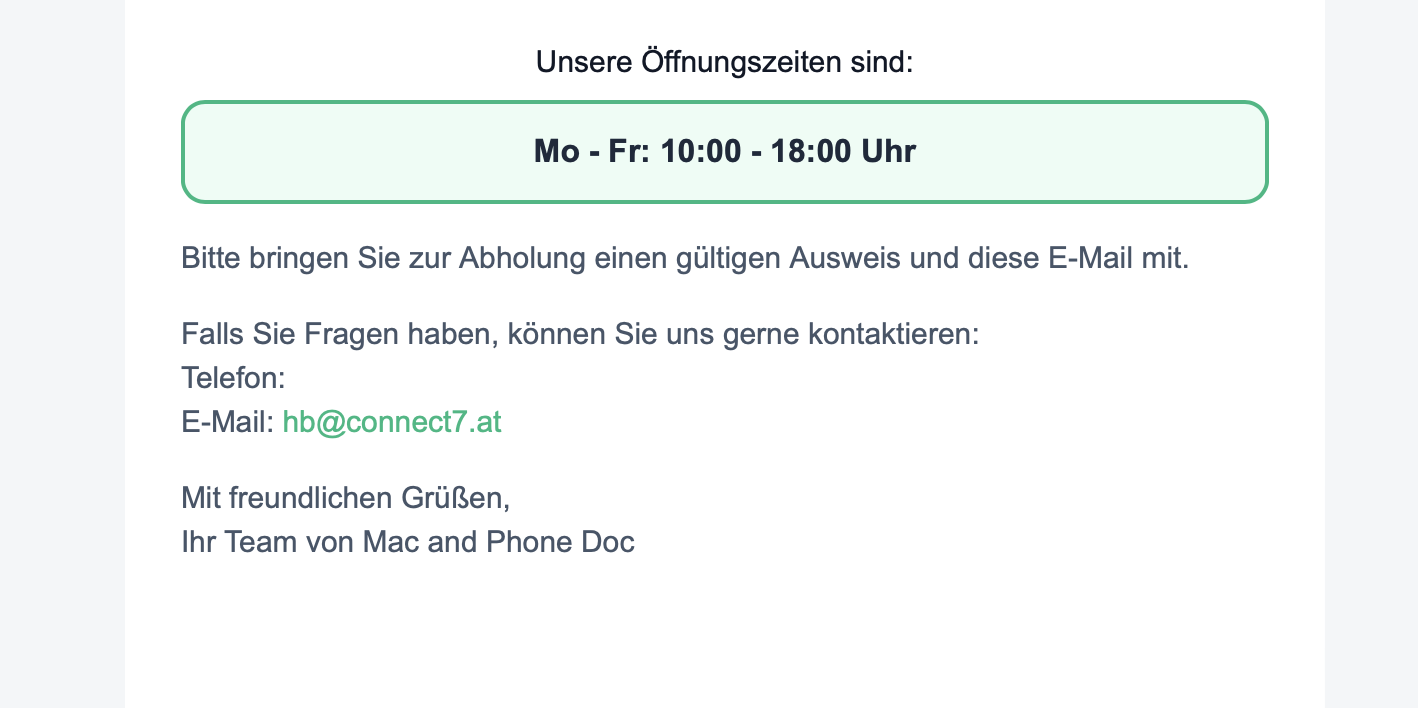 Unsere Öffnungszeiten sind:
Mo - Fr: 10:00 - 18:00 Uhr
Bitte bringen Sie zur Abholung einen gültigen Ausweis und diese E-Mail mit.
Falls Sie Fragen haben, können Sie uns gerne kontaktieren:
Telefon:
E-Mail: hb@connect7.at
Mit freundlichen Grüßen,
Ihr Team von Mac and Phone Doc